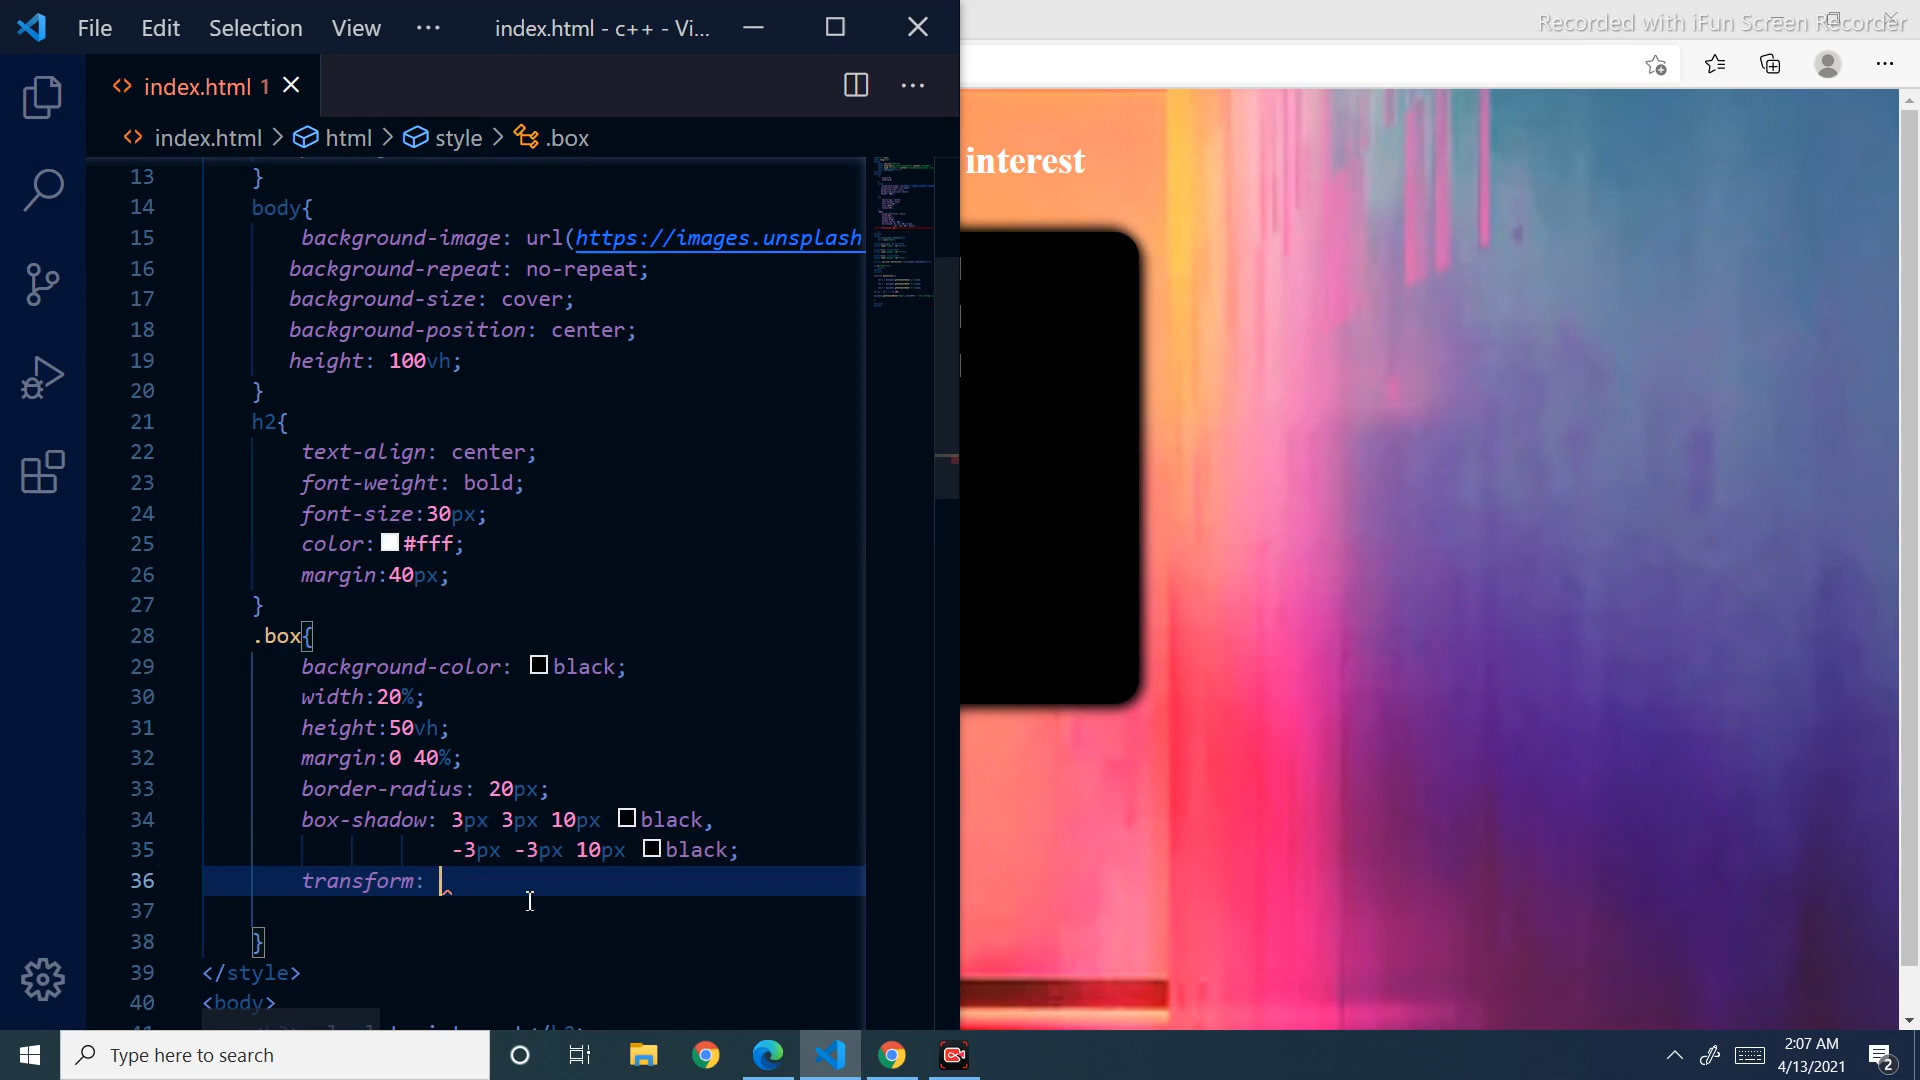 File Edit Selection View ··· index.html - c++ - Vi...
Recorded with iFun Screen Recorder
index.html 1
index.html > html > style > .box
13 }
14 body{
15 background-image: url(https://images.unsplash
16 background-repeat: no-repeat;
17 background-size: cover;
18 background-position: center;
19 height: 100vh;
20 }
21 h2{
22 text-align: center;
23 font-weight: bold;
24 font-size:30px;
25 color: #fff;
26 margin:40px;
27 }
28 .box{
29 background-color: black;
30 width:20%;
31 height:50vh;
32 margin:0 40%;
33 border-radius: 20px;
34 box-shadow: 3px 3px 10px black,
35 -3px -3px 10px black;
36 transform:
37
38 }
39 </style>
40 <body>
interest
Type here to search
2:07 AM
4/13/2021
2